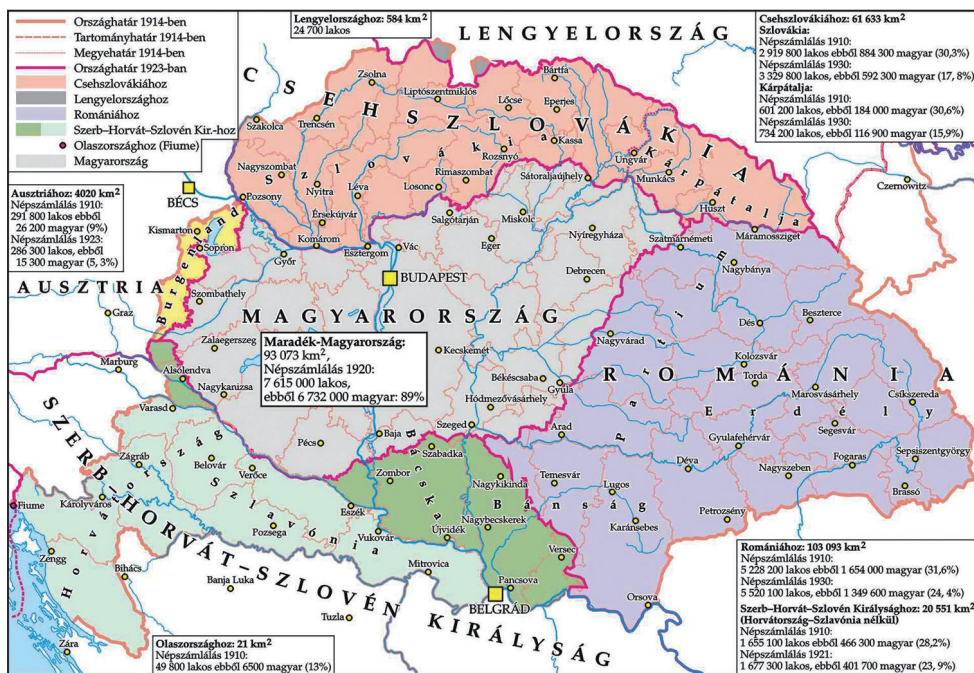 Országhatár 1914-ben
Tartományhatár 1914-ben
Megyehatár 1914-ben
Országhatár 1923-ban
Csehszlovákiához
Lengyelországhoz
Romániához
Szerb–Horvát–Szlovén Kir.-hoz
Olaszországhoz (Fiume)
Magyarország
Lengyelországhoz: 584 km²
24 700 lakos
LENGYELORSZÁG
Csehszlovákiához: 61 633 km²
Szlovákia:
Népszámlálás 1910:
2 919 800 lakos ebből 884 300 magyar (30,3%)
Népszámlálás 1930:
3 329 800 lakos, ebből 592 300 magyar (17, 8%)
Kárpátalja:
Népszámlálás 1910:
601 200 lakos, ebből 184 000 magyar (30,6%)
Népszámlálás 1930:
734 200 lakos, ebből 116 900 magyar (15,9%)
CSEHSZLOVÁKIA
Szlovákia
Kárpátalja
Zsolna
Liptószentmiklós
Bártfa
Trencsén
Lőcse
Eperjes
Szakolca
Kassa
Rozsnyó
Nagyszombat
Ungvár
Rimaszombat
Munkács
Nyitra
Léva
Losonc
Sátoraljaújhely
Pozsony
Huszt
Czernowitz
Érsekújvár
Salgótarján
Miskolc
Komárom
Nyíregyháza
Máramossziget
Szatmárnémeti
Ausztriához: 4020 km²
Népszámlálás 1910:
291 800 lakos ebből
26 200 (9%)
Népszámlálás 1923:
286 300 lakos, ebből
15 300 magyar (5, 3%)
BÉCS
Kismarton
Sopron
Burgenland
AUSZTRIA
Graz
Győr
Esztergom
Vác
Eger
Debrecen
Nagybánya
BUDAPEST
Szombathely
MAGYARORSZÁG
Maradék-Magyarország:
93 073 km²,
Népszámlálás 1920:
7 615 000 lakos,
ebből 6 732 000 magyar: 89%
Zalaegerszeg
Kecskemét
Nagyvárad
Dés
Beszterce
Marburg
Alsólendva
Nagykanizsa
Békéscsaba
Gyula
Kolozsvár
Torda
ROMÁNIA
Partium
Erdély
Marosvásárhely
Csíkszereda
Varasd
Hódmezővásárhely
Szeged
Arad
Segesvár
Gyulafehérvár
Pécs
Baja
Szabadka
Déva
Nagyszeben
Fogaras
Sepsiszentgyörgy
Brassó
Zágráb
Belovár
Verőce
Zombor
Bácska
Nagykikinda
Temesvár
Lugos
Bánság
Karánsebes
Petrozsény
SZERB–HORVÁT–SZLOVÉN KIRÁLYSÁG
Horvátország
Szlavónia
Fiume
Károlyváros
Eszék
Pozsega
Vukovár
Újvidék
Nagybecskerek
Versec
Zengg
Bihács
Banja Luka
Mitrovica
Pancsova
BELGRÁD
Orsova
Tuzla
Zára
Olaszországhoz: 21 km²
Népszámlálás 1910:
49 800 lakos ebből 6500 magyar (13%)
Romániához: 103 093 km²
Népszámlálás 1910:
5 228 200 lakos ebből 1 654 000 magyar (31,6%)
Népszámlálás 1930:
5 520 100 lakos, ebből 1 349 600 magyar (24, 4%)
Szerb–Horvát–Szlovén Királysághoz: 20 551 km²
(Horvátország–Szlavónia nélkül)
Népszámlálás 1910:
1 655 100 lakos ebből 466 300 magyar (28,2%)
Népszámlálás 1921:
1 677 300 lakos, ebből 401 700 magyar (23, 9%)